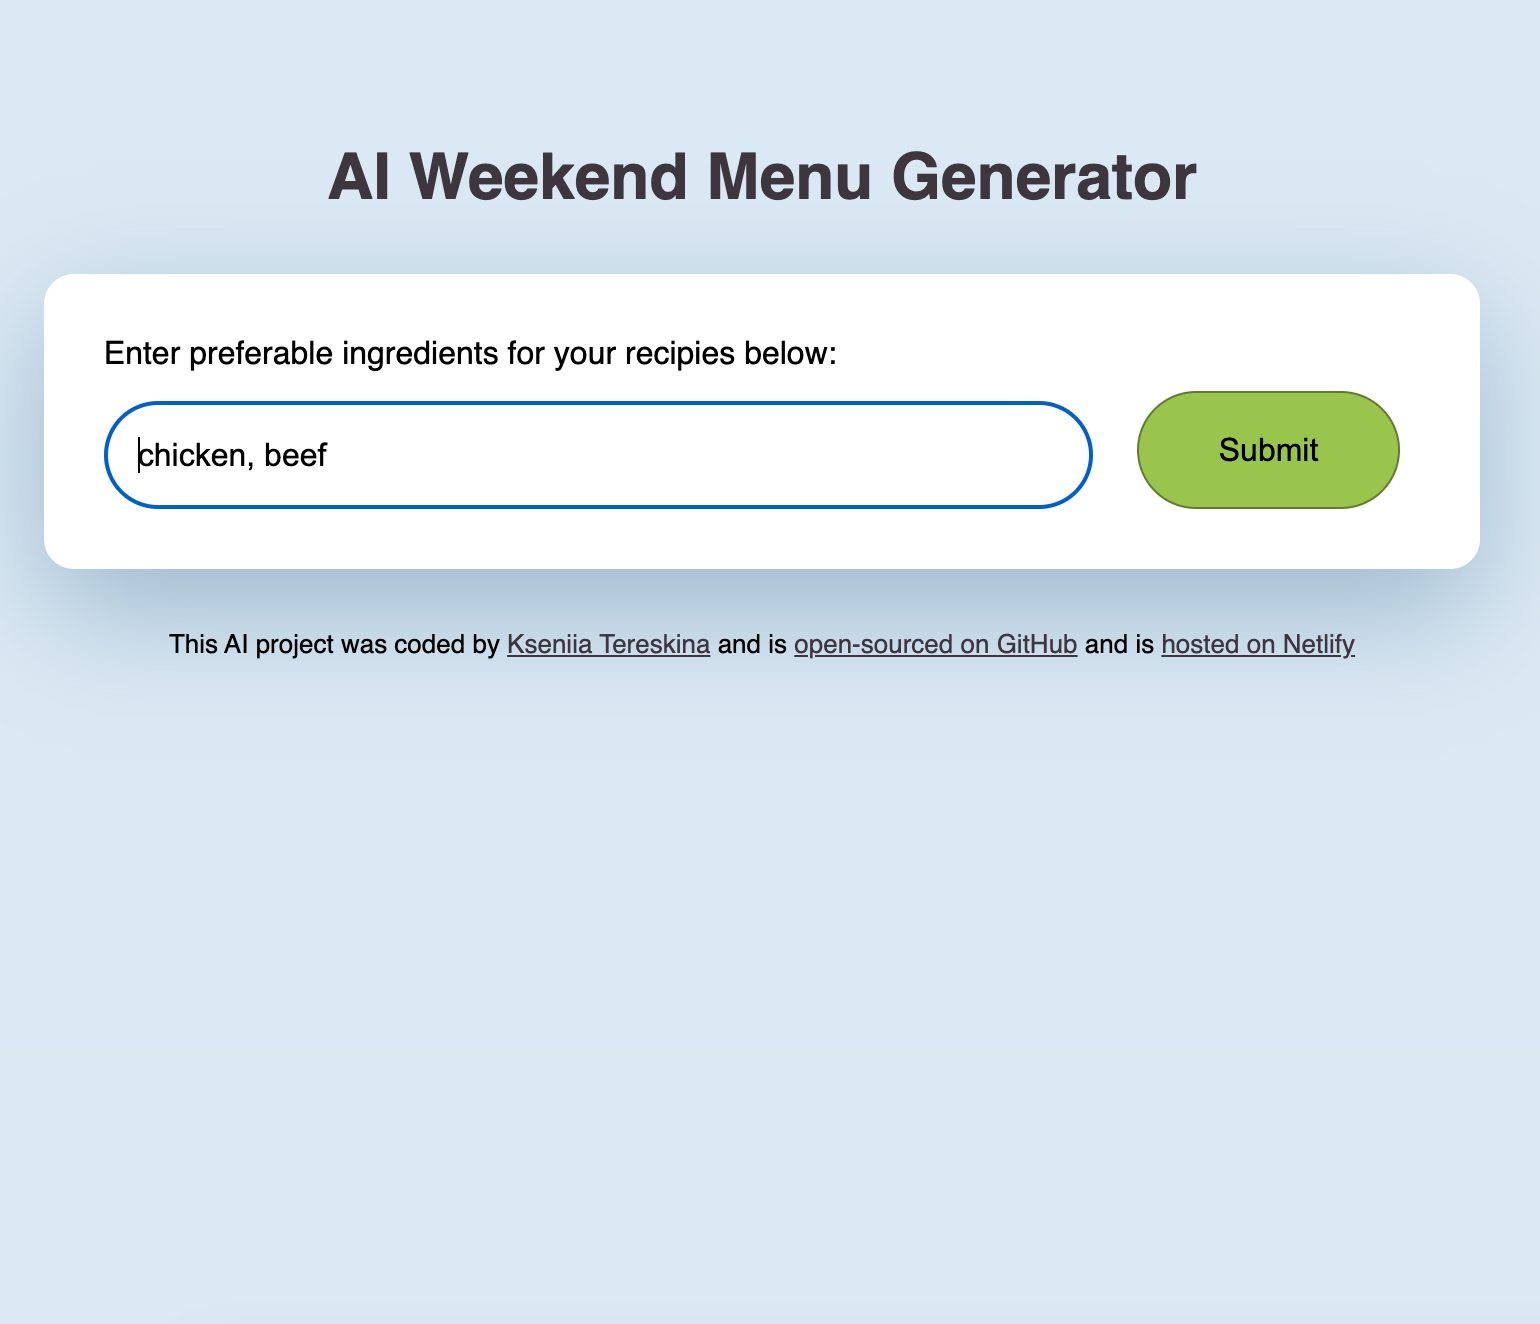 AI Weekend Menu Generator
Enter preferable ingredients for your recipies below:
chicken, beef
Submit
This AI project was coded by Kseniia Tereskina and is open-sourced on GitHub and is hosted on Netlify